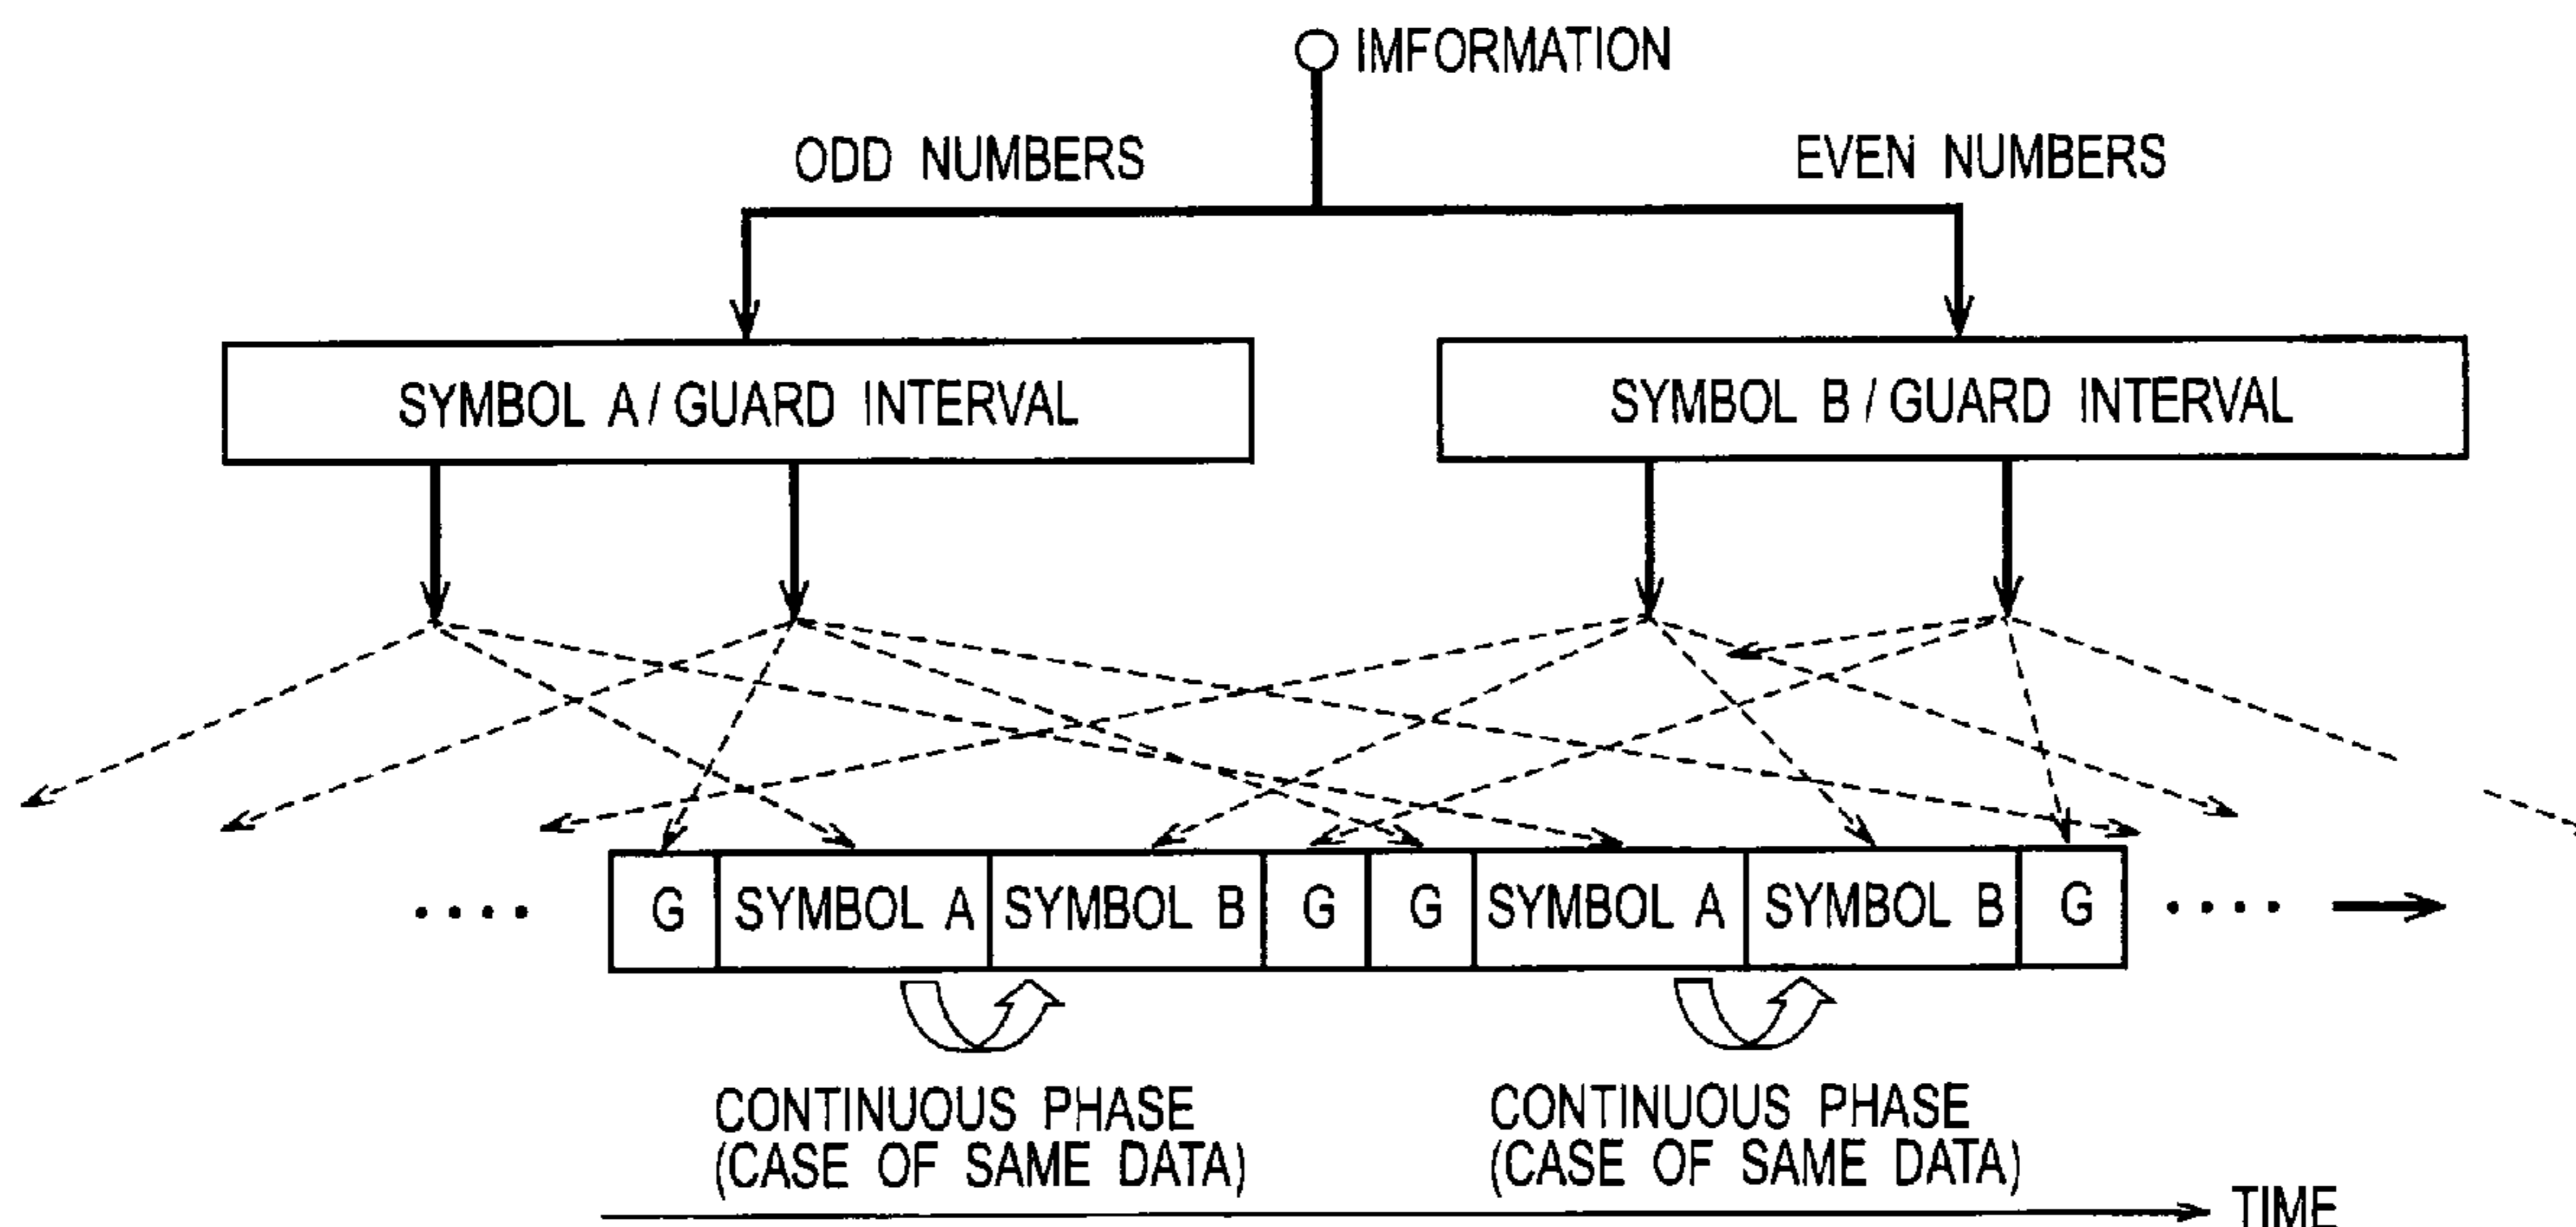 IMFORMATION
ODD NUMBERS
EVEN NUMBERS
SYMBOL A / GUARD INTERVAL
SYMBOL B / GUARD INTERVAL
G SYMBOL A SYMBOL B G G SYMBOL A SYMBOL B G
CONTINUOUS PHASE
(CASE OF SAME DATA)
CONTINUOUS PHASE
(CASE OF SAME DATA)
TIME